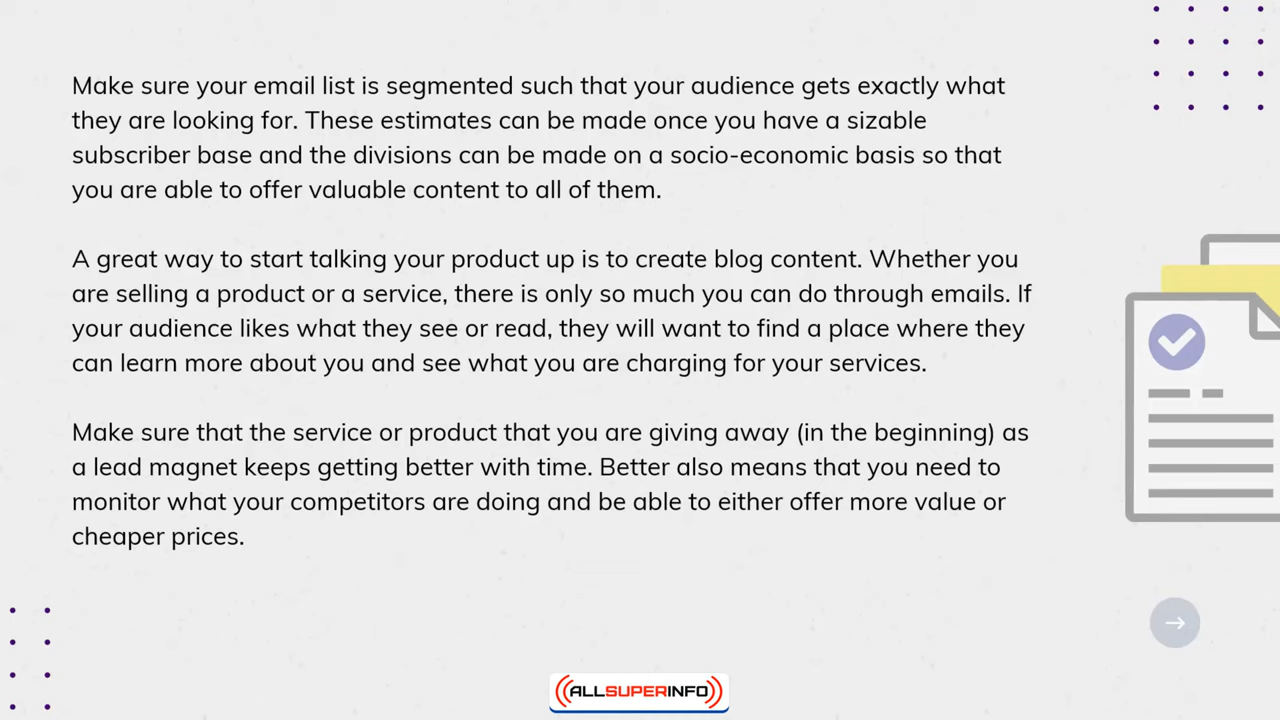 Make sure your email list is segmented such that your audience gets exactly what
they are looking for. These estimates can be made once you have a sizable
subscriber base and the divisions can be made on a socio-economic basis so that
you are able to offer valuable content to all of them.
A great way to start talking your product up is to create blog content. Whether you
are selling a product or a service, there is only so much you can do through emails. If
your audience likes what they see or read, they will want to find a place where they
can learn more about you and see what you are charging for your services.
Make sure that the service or product that you are giving away (in the beginning) as
a lead magnet keeps getting better with time. Better also means that you need to
monitor what your competitors are doing and be able to either offer more value or
cheaper prices.
ALLSUPERINFO